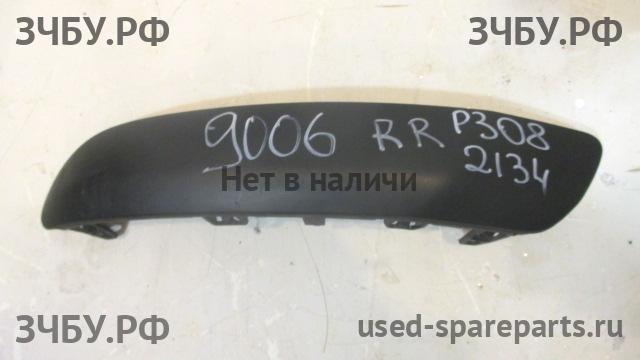 ЗЧБУ.РФ ЗЧБУ.РФ
9006 RR P308
2134
Нет в наличи
ЗЧБУ.РФ used-spareparts.ru